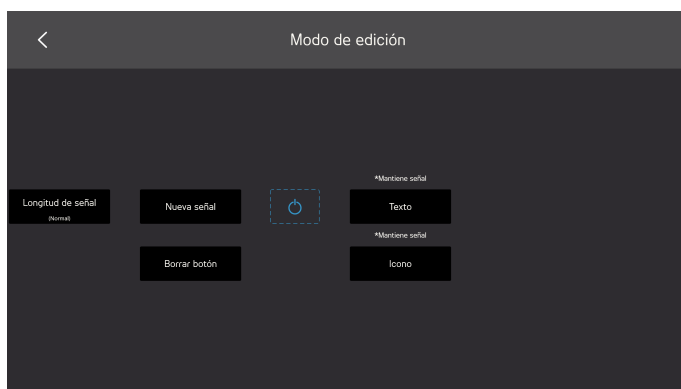 Modo de edición
*Mantiene señal
Longitud de señal
(Normal)
Nueva señal
Texto
*Mantiene señal
Borrar botón
Icono